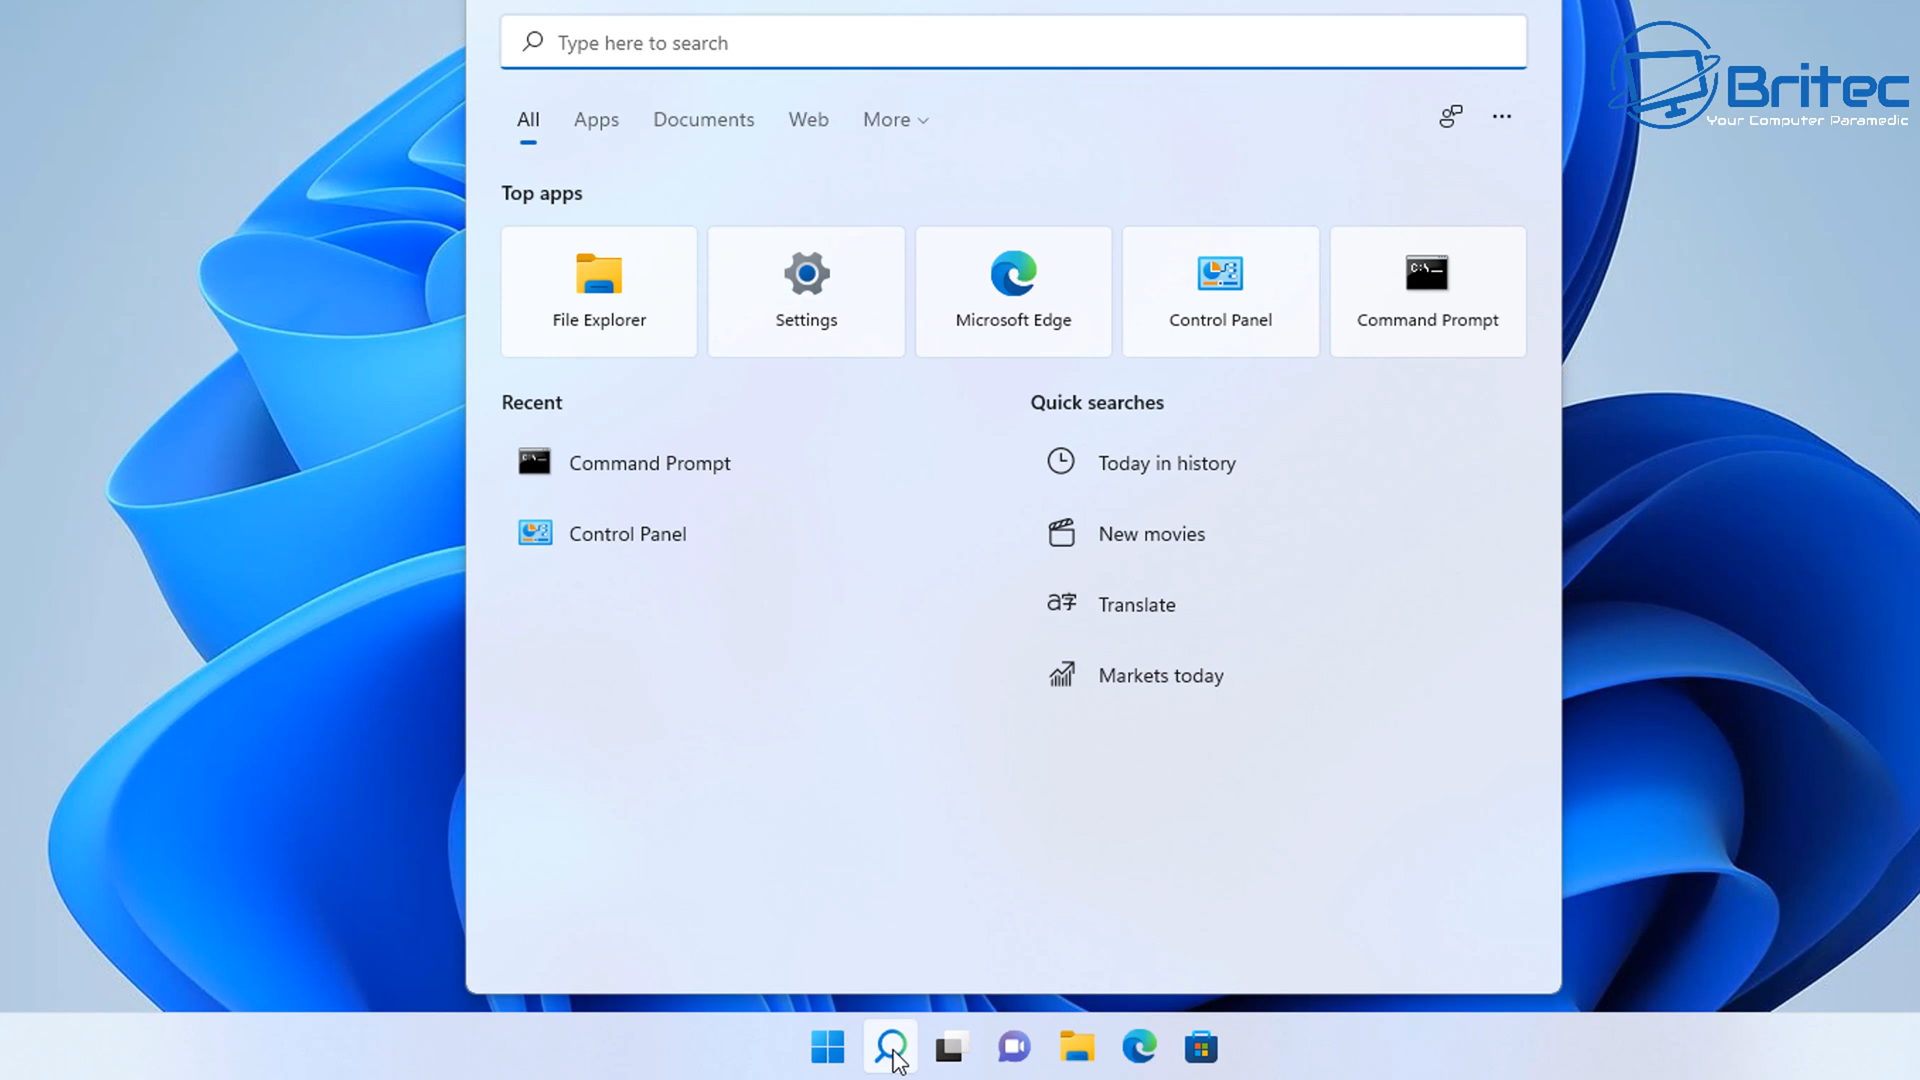 Type here to search
Britec
Your Computer Paramedic
All Apps Documents Web More
Top apps
File Explorer Settings Microsoft Edge Control Panel Command Prompt
Recent
Quick searches
Command Prompt
Today in history
Control Panel
New movies
Translate
Markets today